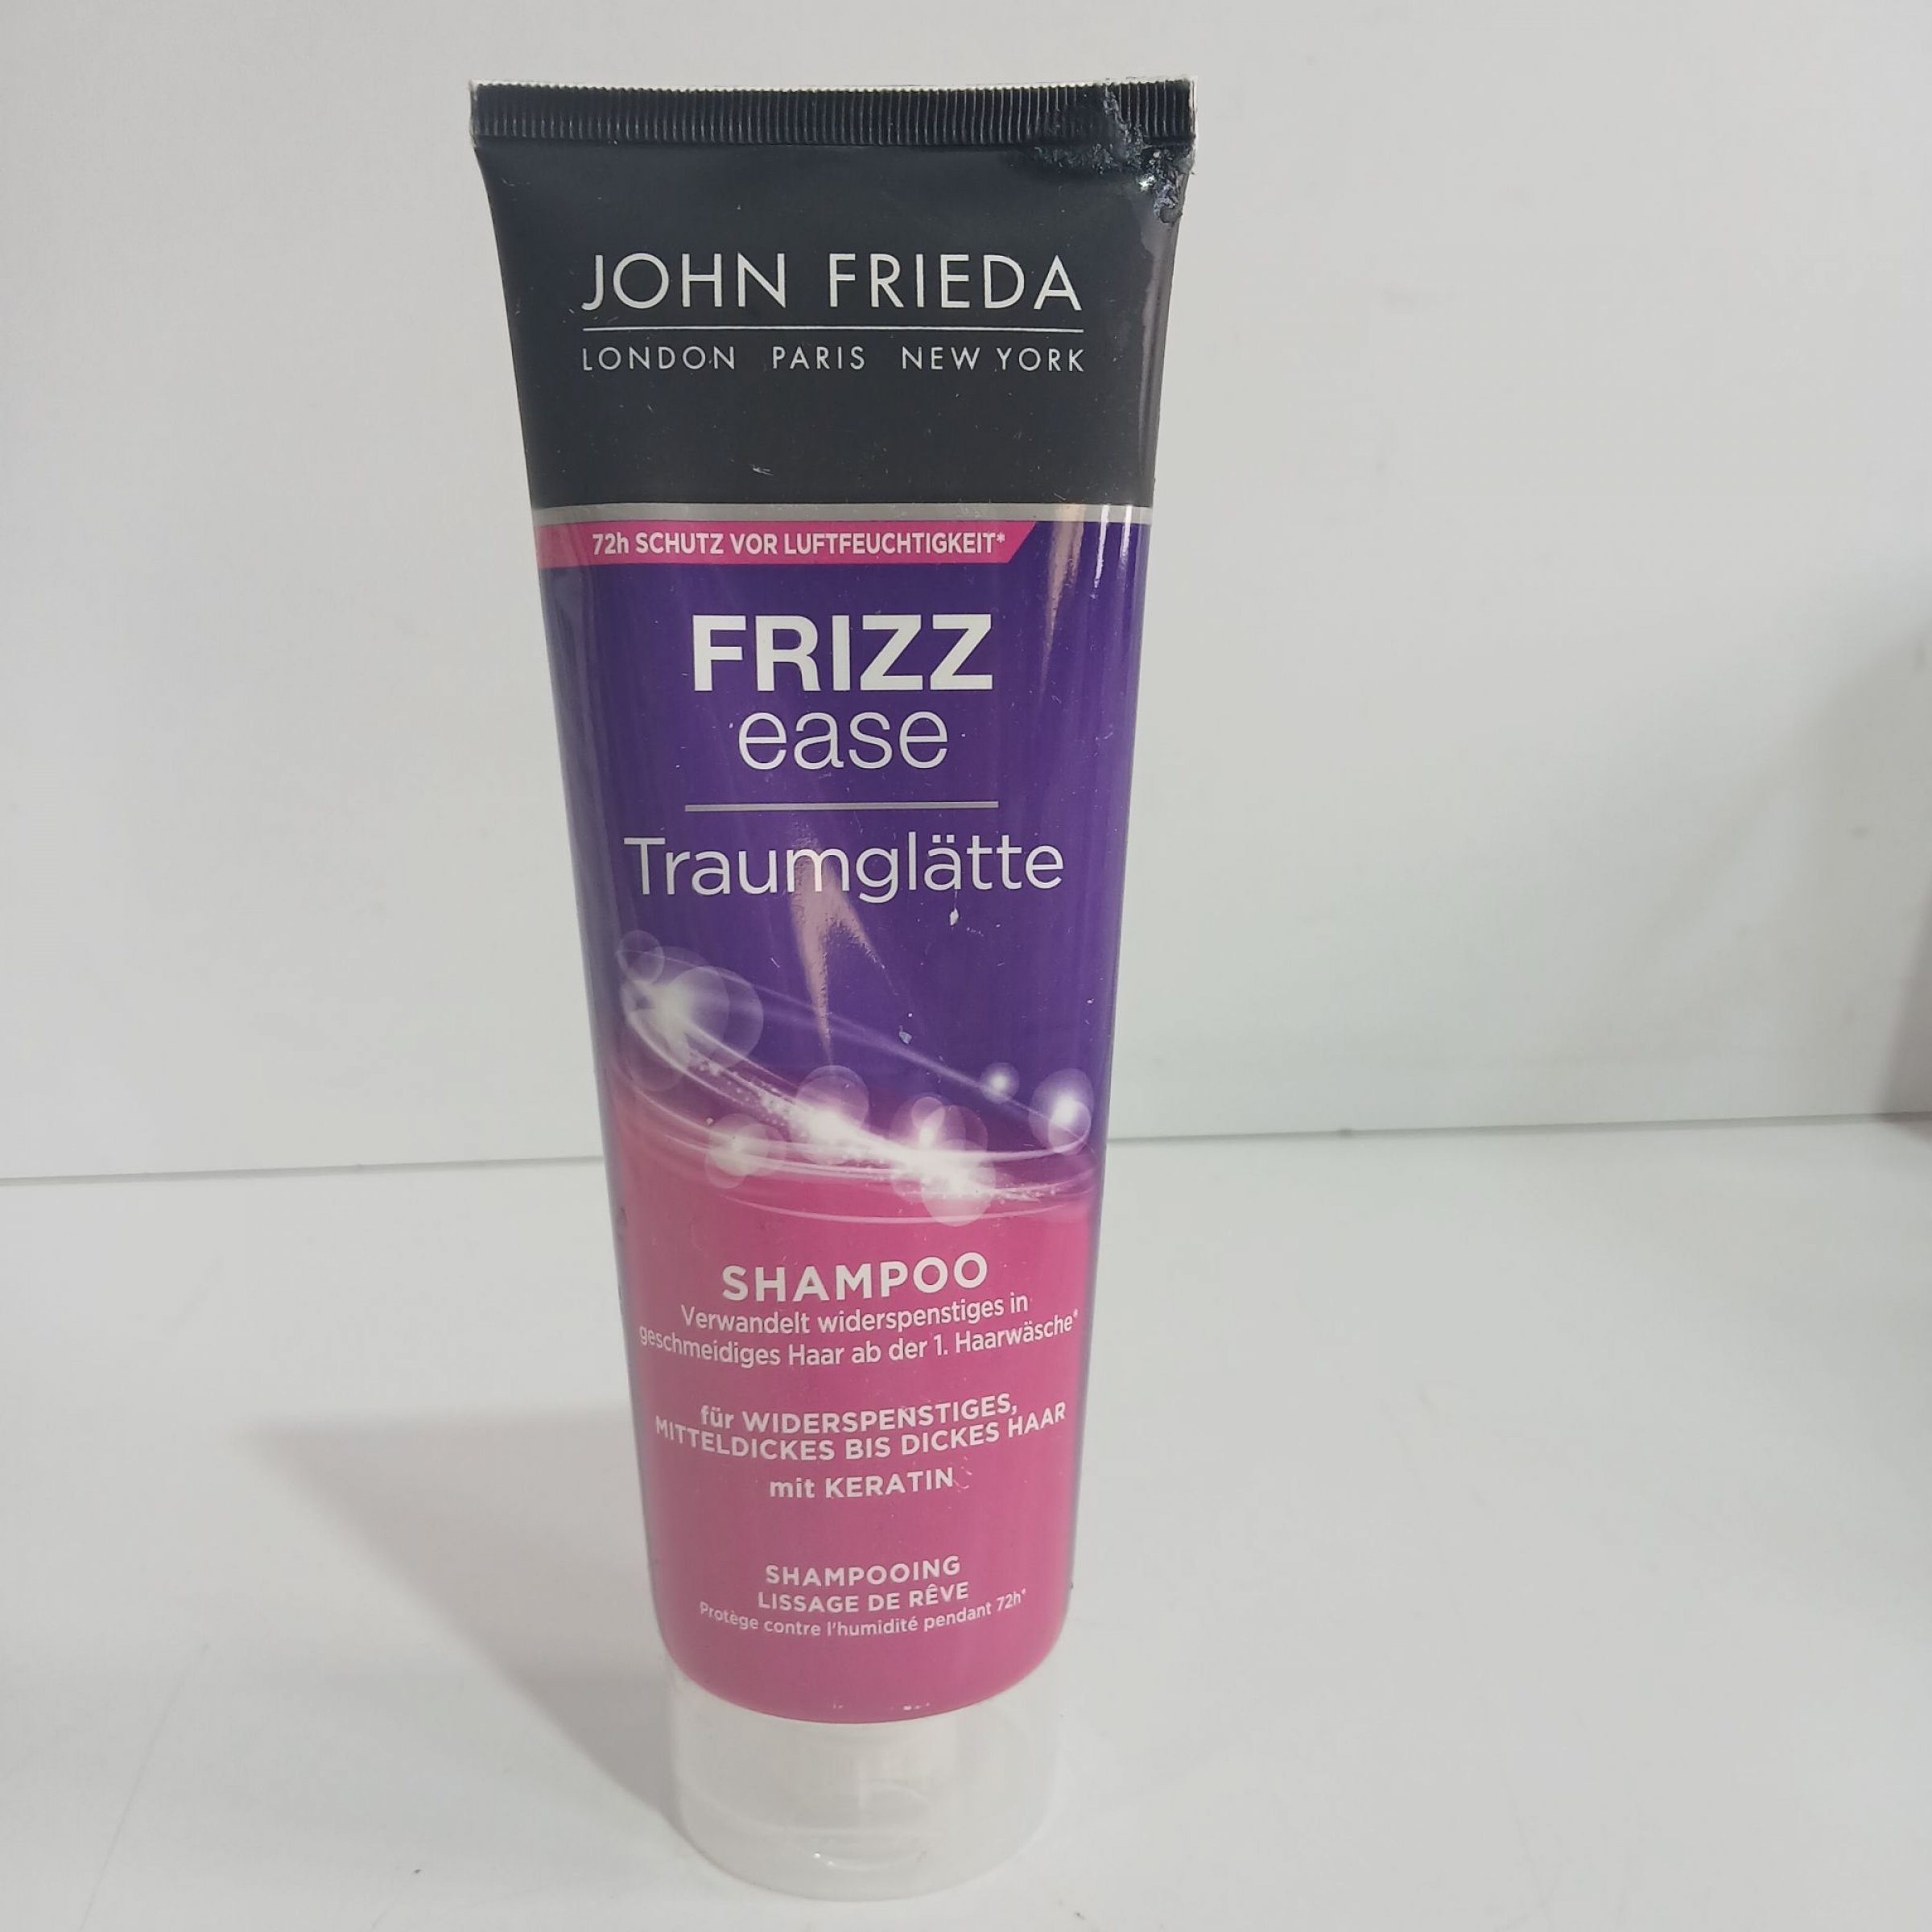 JOHN FRIEDA
LONDON PARIS NEW YORK
72h SCHUTZ VOR LUFTFEUCHTIGKEIT*
FRIZZ
ease
Traumglätte
SHAMPOO
Verwandelt widerspenstiges in
geschmeidiges Haar ab der 1. Haarwäsche*
für WIDERSPENSTIGES,
MITTELDICKES BIS DICKES HAAR
mit KERATIN
SHAMPOOING
LISSAGE DE RÊVE
Protège contre l'humidité pendant 72h*